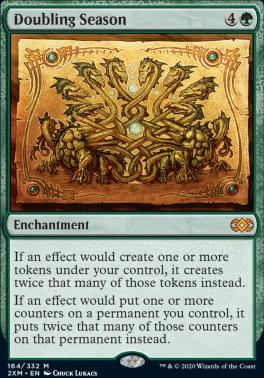 Doubling Season 4
Enchantment
If an effect would create one or more
tokens under your control, it creates
twice that many of those tokens instead.
If an effect would put one or more
counters on a permanent you control, it
puts twice that many of those counters
on that permanent instead.
164/332 M
2XM • EN CHUCK LUKACS
™ & © 2020 Wizards of the Coast